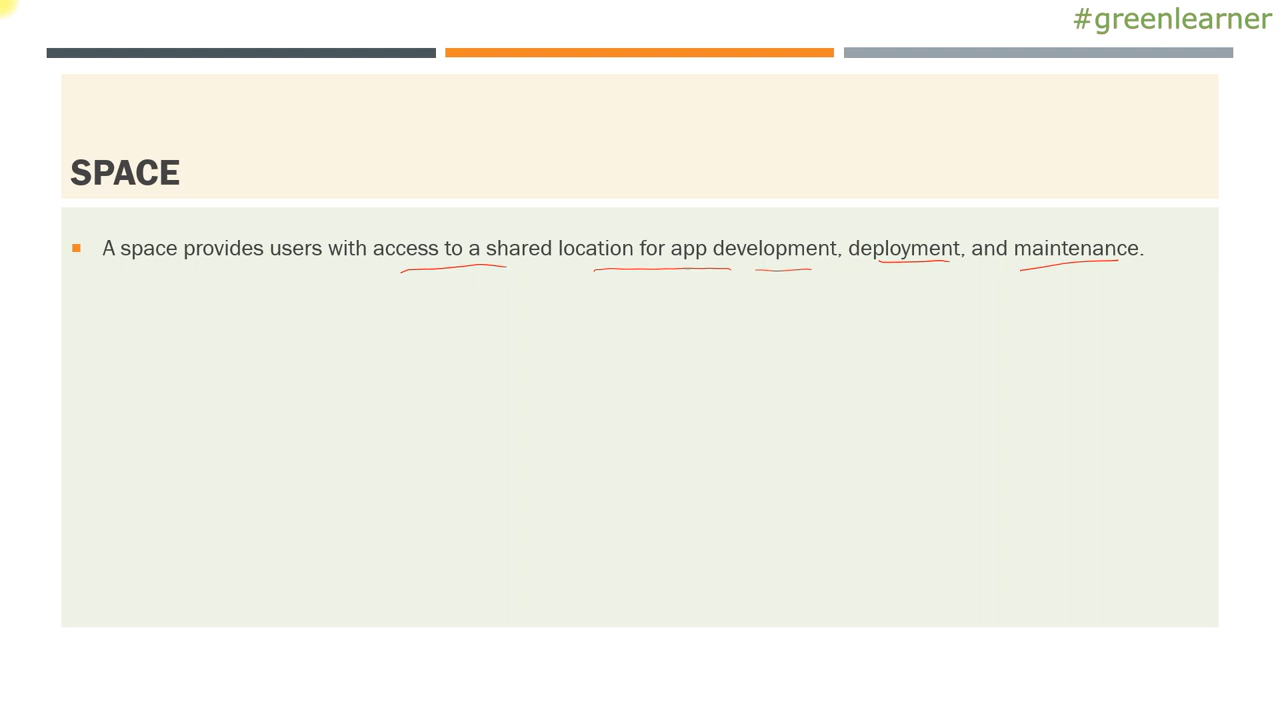 #greenlearner
SPACE
A space provides users with access to a shared location for app development, deployment, and maintenance.